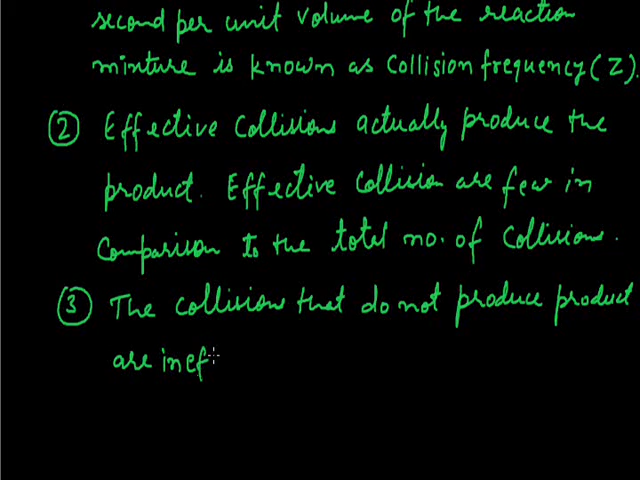 second per unit volume of the reaction
mixture is known as Collision frequency (Z).
② Effective Collisions actually produce the
product. Effective Collision are few in
Comparison to the total no. of Collisions.
③ The Collisions that do not produce product
are inef